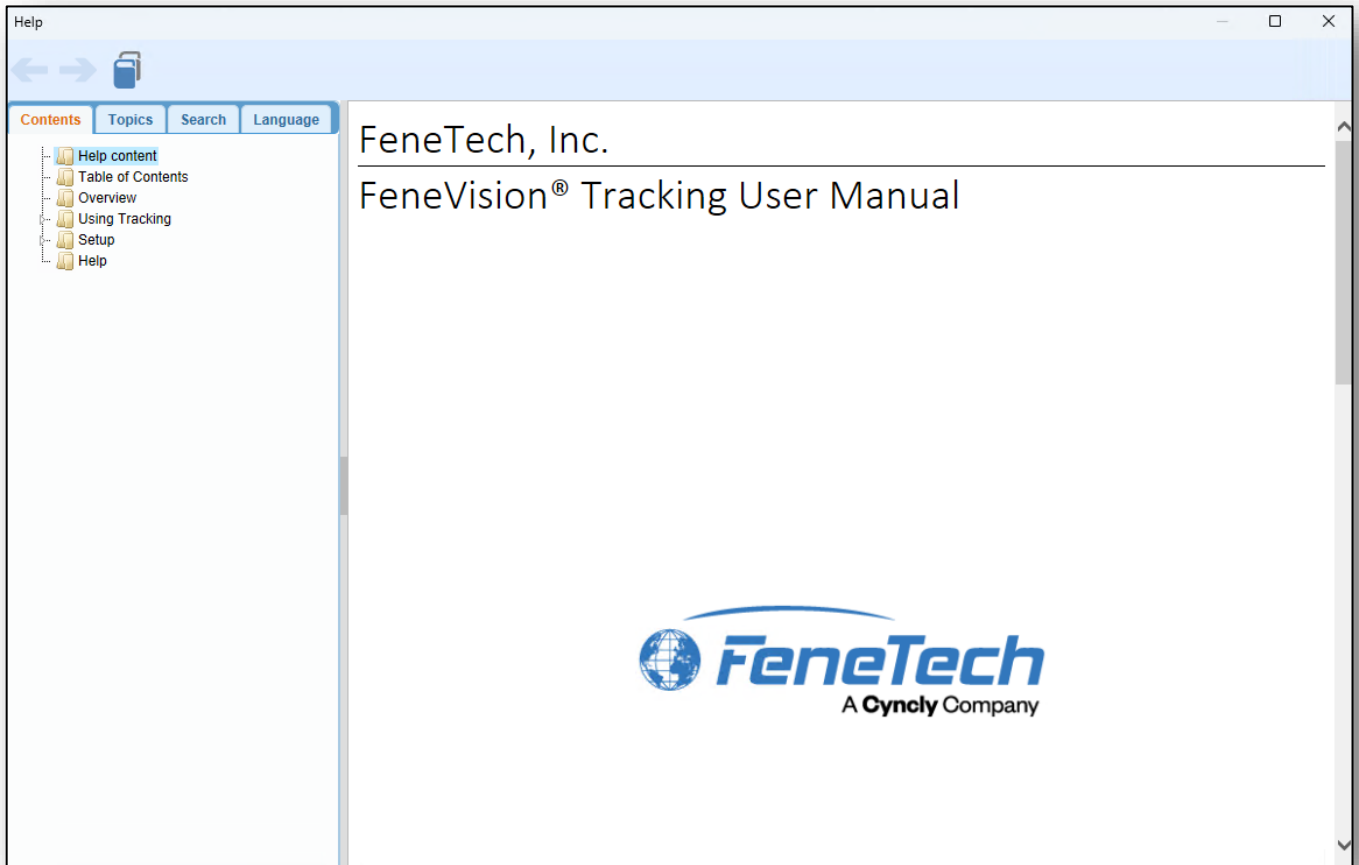 Help
Contents Topics Search Language
Help content
Table of Contents
Overview
Using Tracking
Setup
Help
FeneTech, Inc.
FeneVision® Tracking User Manual
FeneTech
A Cyncly Company